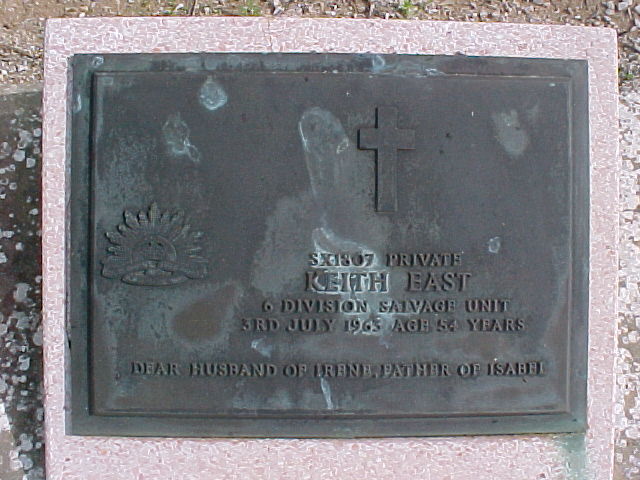 SX1807 PRIVATE
KEITH EAST
6 DIVISION SALVAGE UNIT
3RD JULY 1963 AGE 54 YEARS
DEAR HUSBAND OF IRENE, FATHER OF ISABEL